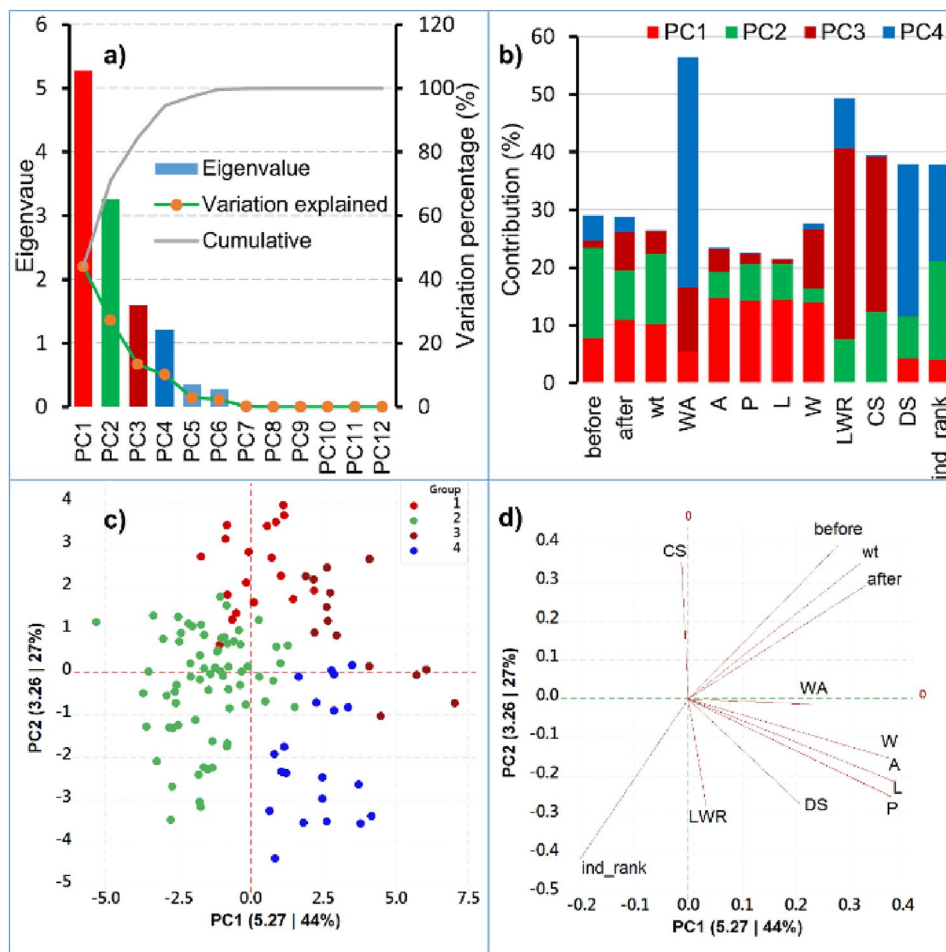 a)
Eigenvaue
Variation percentage (%)
6
5
4
3
2
1
0
120
100
80
60
40
20
0
Eigenvalue
Variation explained
Cumulative
PC1 PC2 PC3 PC4 PC5 PC6 PC7 PC8 PC9 PC10 PC11 PC12
b)
PC1 PC2 PC3 PC4
Contribution (%)
60
50
40
30
20
10
0
before after wt WA A P L W LWR CS DS ind_rank
c)
Group
1
2
3
4
PC2 (3.26 | 27%)
4
3
2
1
0
-1
-2
-3
-4
-5
-5.0 -2.5 0.0 2.5 5.0 7.5
PC1 (5.27 | 44%)
d)
0
before
CS
wt
after
WA
0
W
A
L
P
DS
LWR
ind_rank
PC2 (3.26 | 27%)
0.4
0.3
0.2
0.1
0.0
-0.1
-0.2
-0.3
-0.4
-0.5
-0.2 -0.1 0.0 0.1 0.2 0.3 0.4
PC1 (5.27 | 44%)